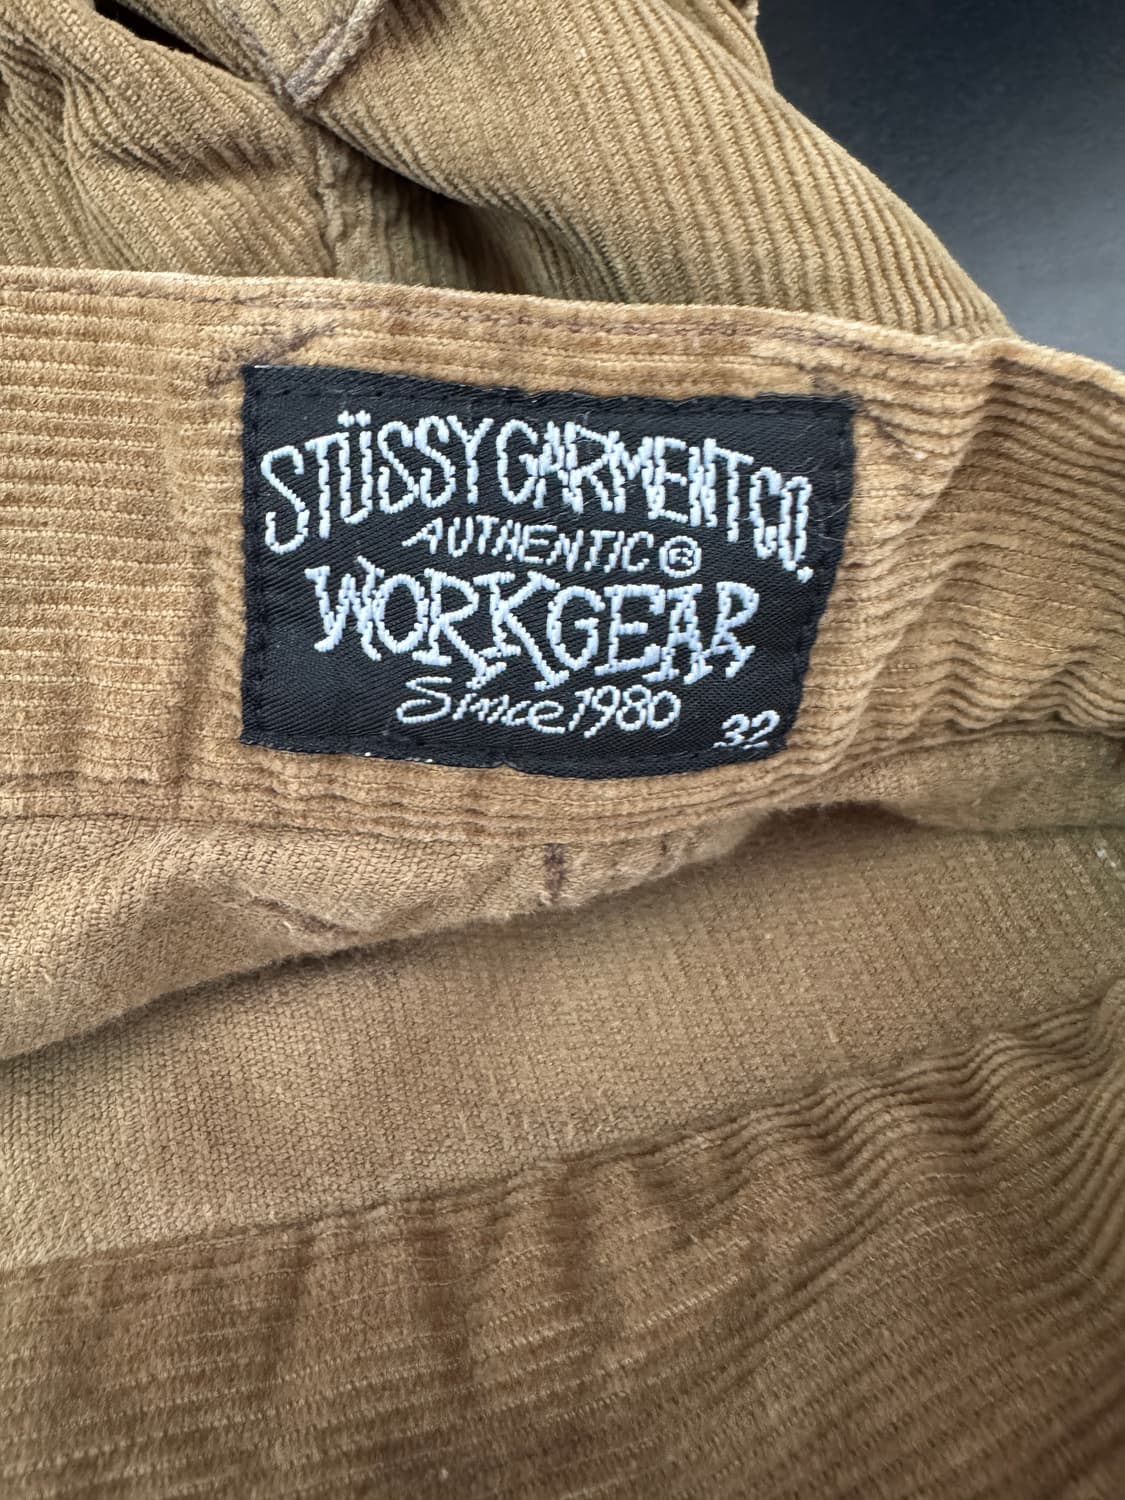 STÜSSY GARMENT CO.
AUTHENTIC®
WORKGEAR
Since 1980
32